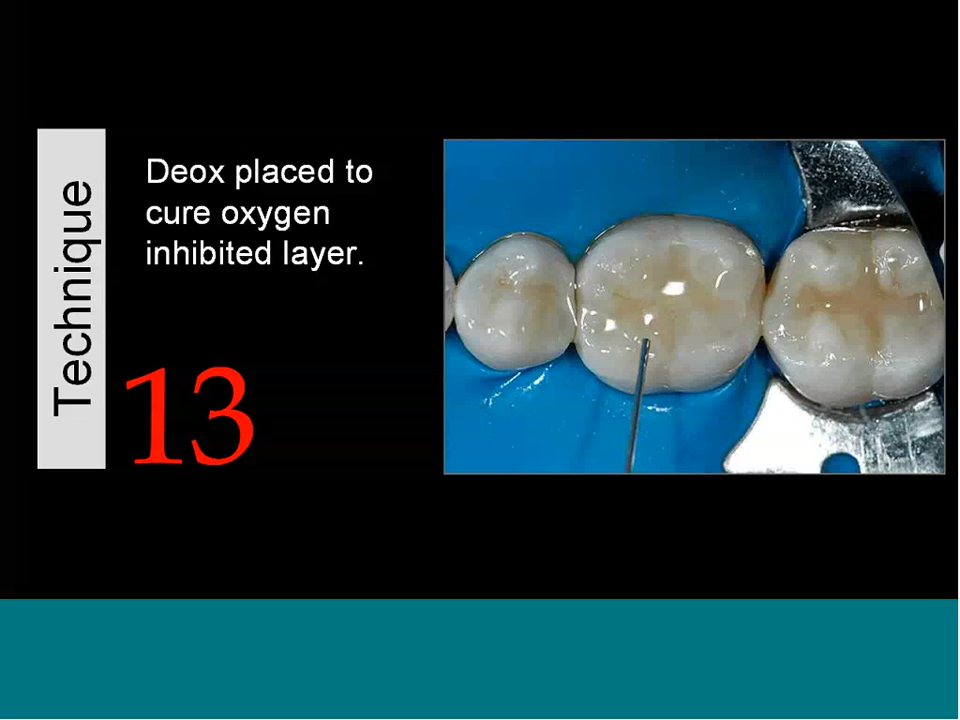 Technique
Deox placed to
cure oxygen
inhibited layer.
13